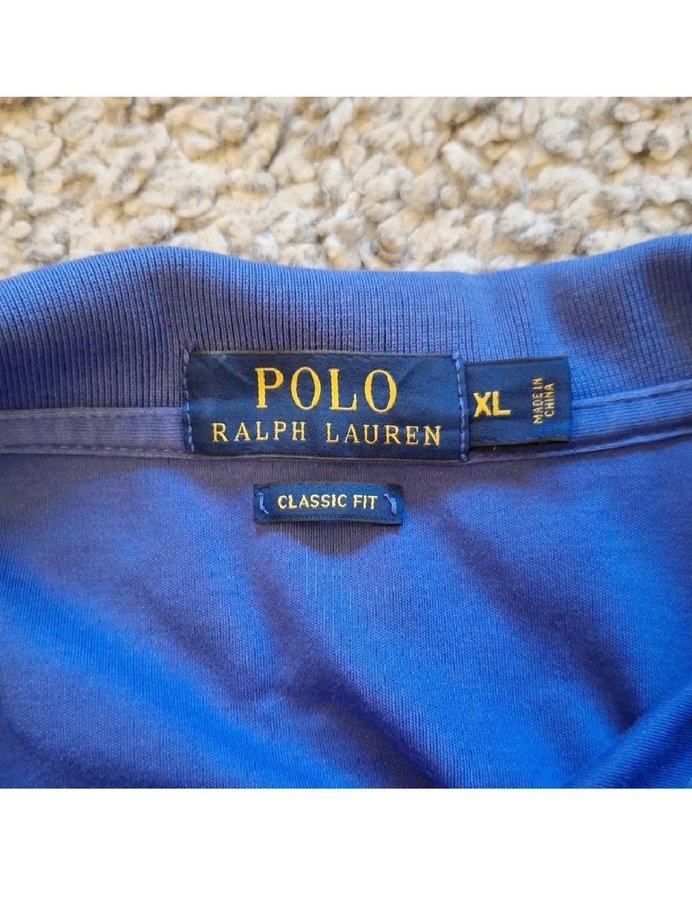 POLO
RALPH LAUREN
XL
MADE IN
CHINA
CLASSIC FIT